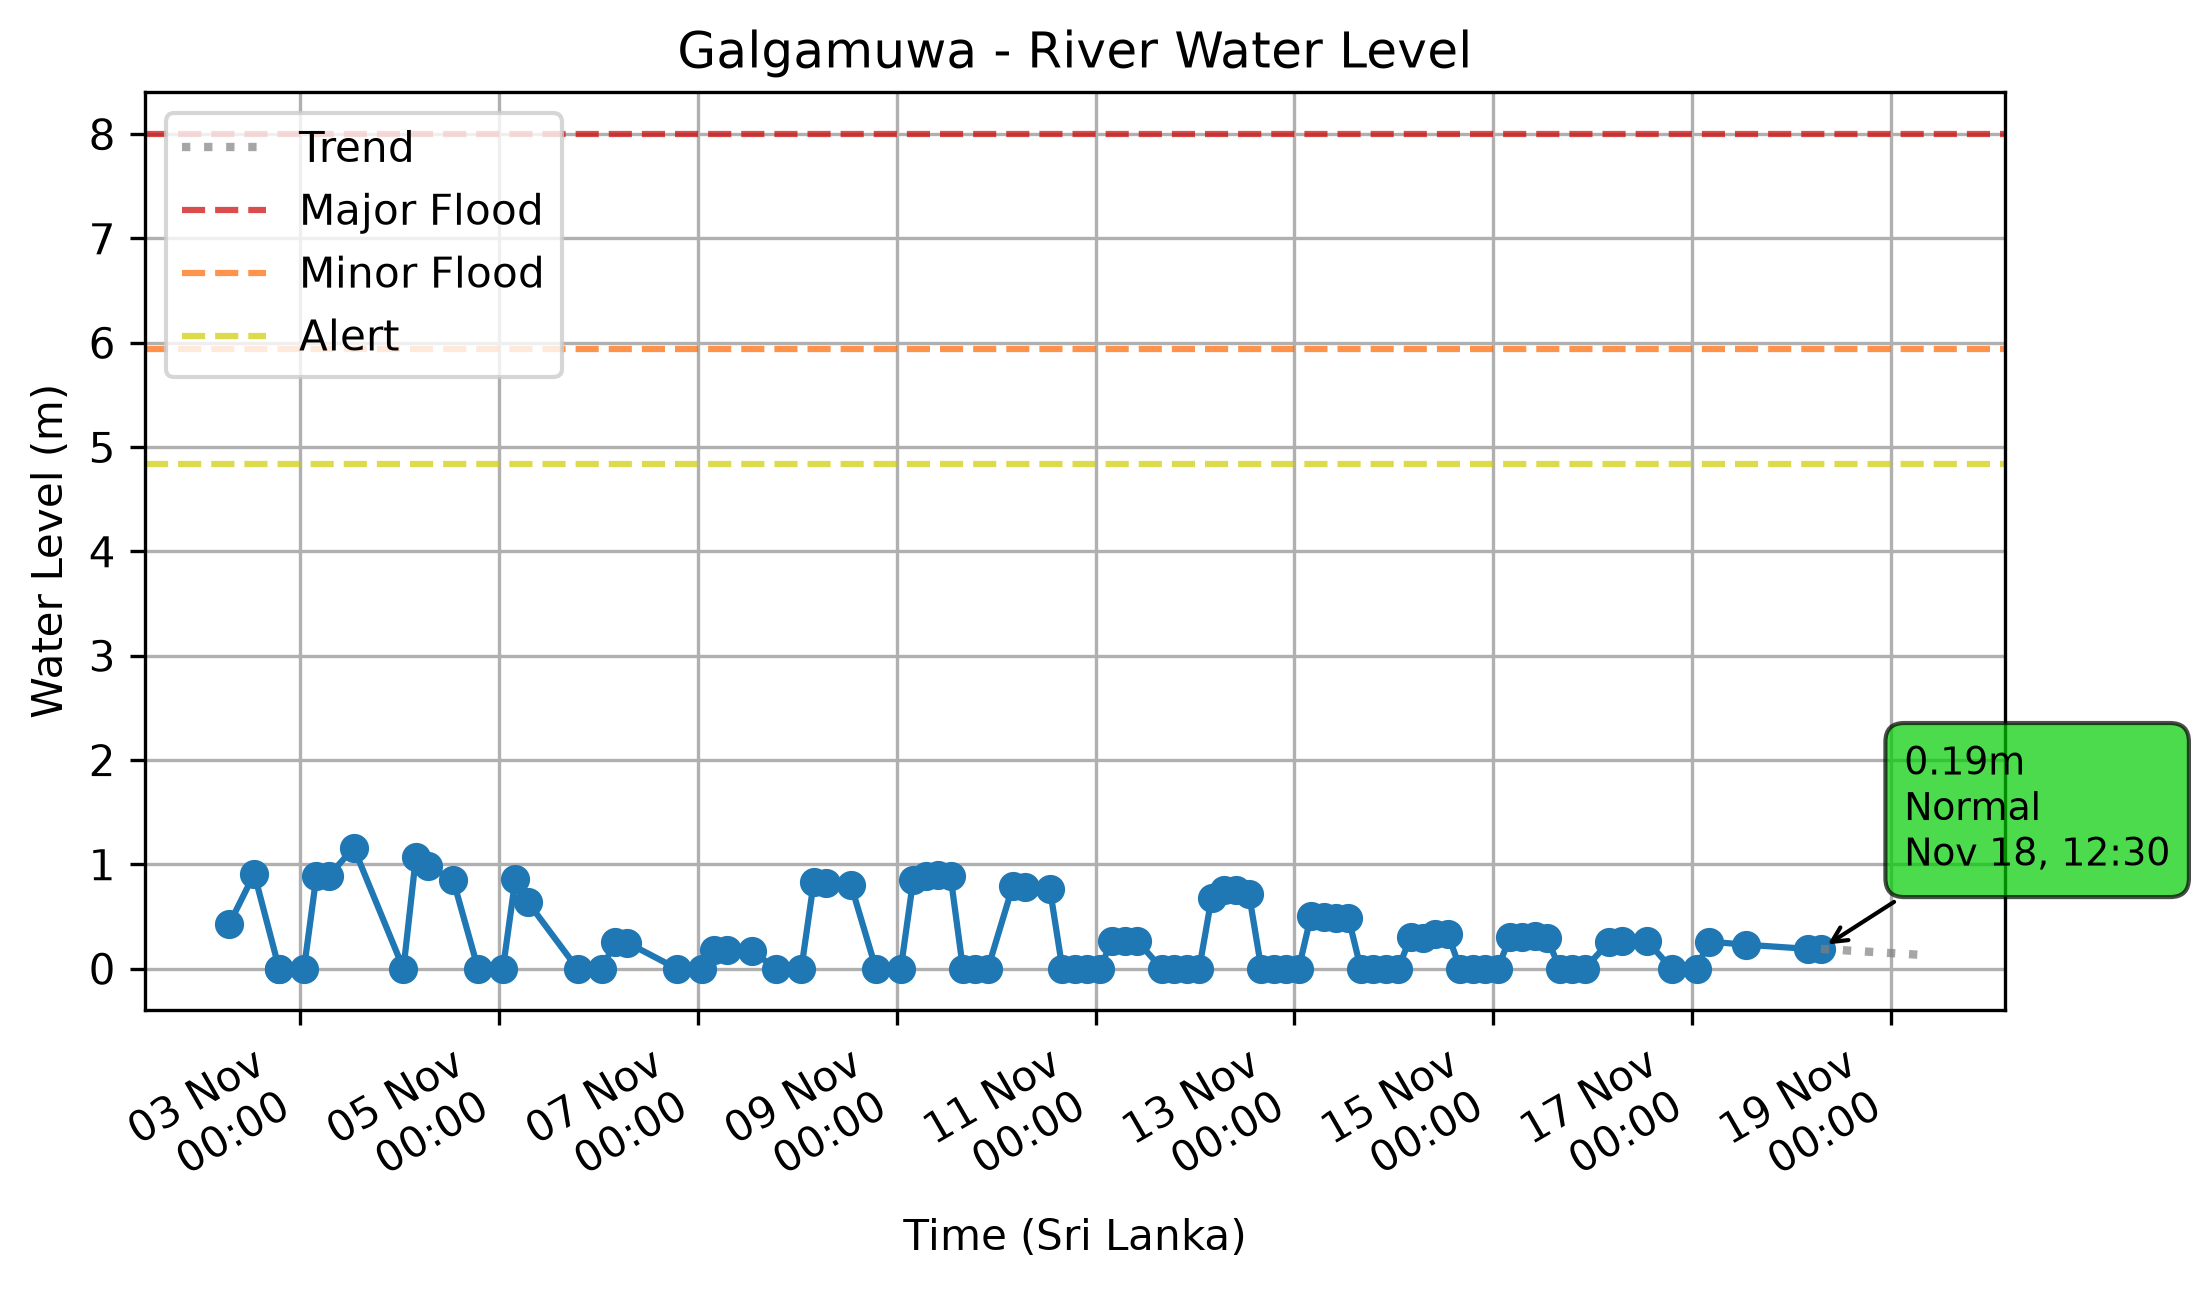 Galgamuwa - River Water Level
Trend
Major Flood
Minor Flood
Alert
Water Level (m)
8
7
6
5
4
3
2
1
0
0.19m
Normal
Nov 18, 12:30
03 Nov
00:00
05 Nov
00:00
07 Nov
00:00
09 Nov
00:00
11 Nov
00:00
13 Nov
00:00
15 Nov
00:00
17 Nov
00:00
19 Nov
00:00
Time (Sri Lanka)